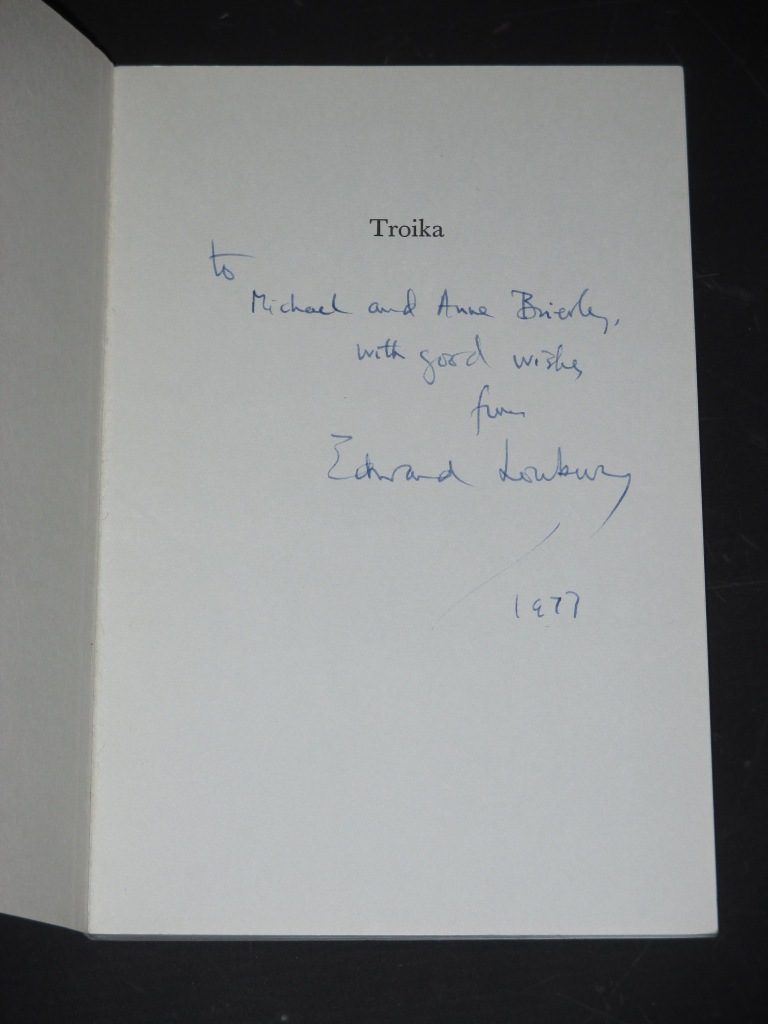 Troika
to
Michael and Anne Brierley,
with good wishes
from
Edward Lowbury
1977